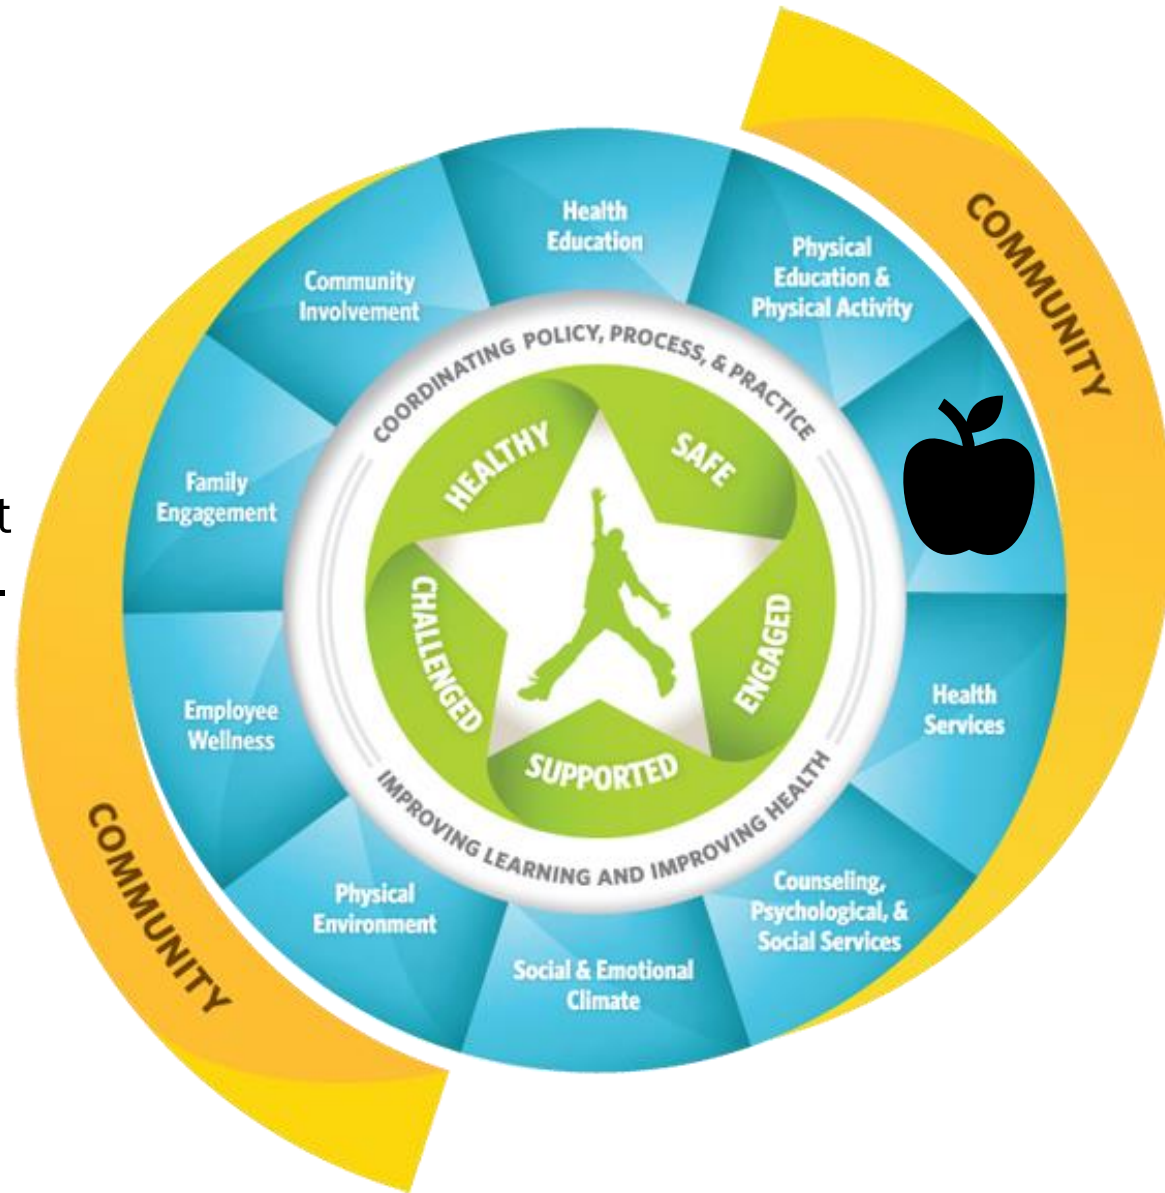 COMMUNITY
Health
Education
Physical
Education &
Physical Activity
Community
Involvement
COORDINATING POLICY, PROCESS, & PRACTICE
HEALTHY
SAFE
Family
Engagement
t
CHALLENGED
ENGAGED
Health
Services
Employee
Wellness
SUPPORTED
IMPROVING LEARNING AND IMPROVING HEALTH
Counseling,
Psychological, &
Social Services
Physical
Environment
Social & Emotional
Climate
COMMUNITY